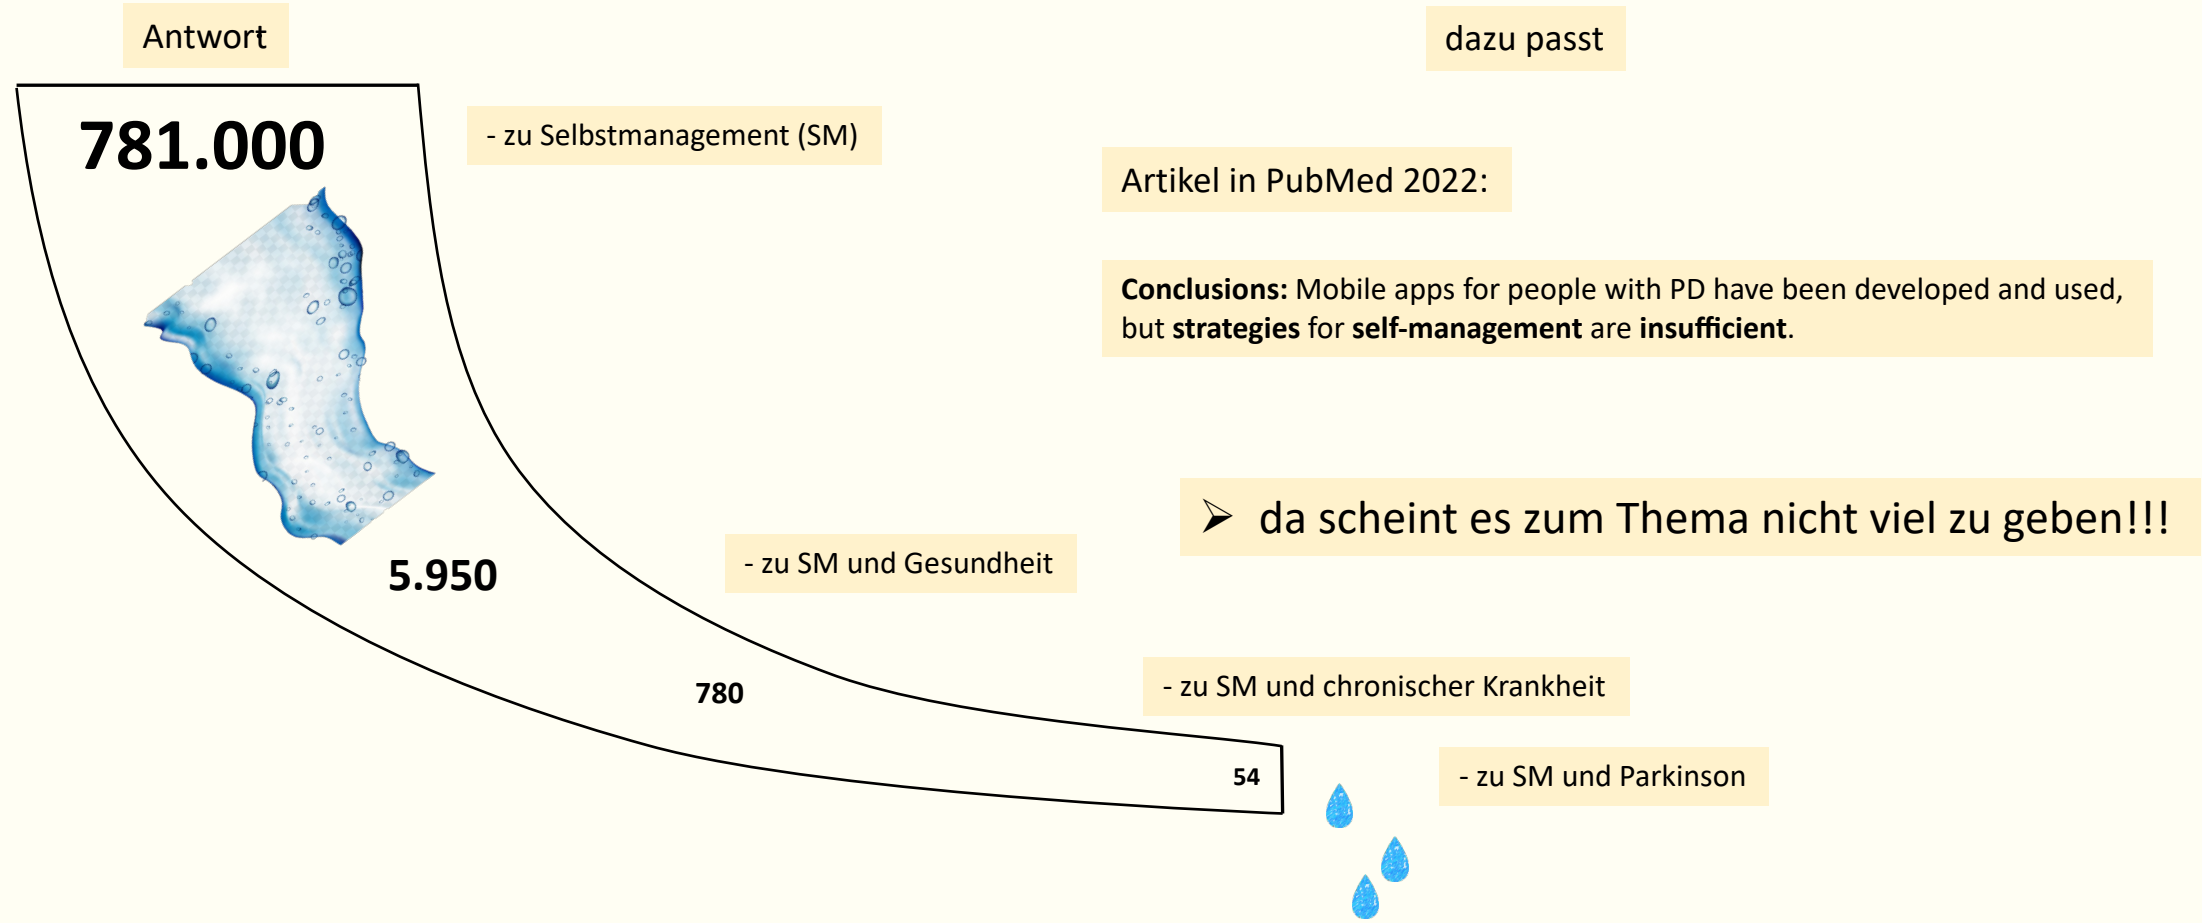 Antwort
781.000
- zu Selbstmanagement (SM)
5.950
- zu SM und Gesundheit
780
- zu SM und chronischer Krankheit
54
- zu SM und Parkinson
dazu passt
Artikel in PubMed 2022:
Conclusions: Mobile apps for people with PD have been developed and used,
but strategies for self-management are insufficient.
➢ da scheint es zum Thema nicht viel zu geben!!!